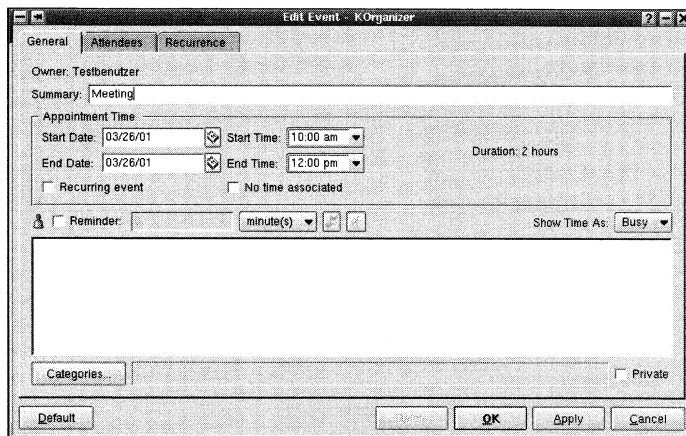 Edit Event - KOrganizer
General Attendees Recurrence
Owner: Testbenutzer
Summary: Meeting
Appointment Time
Start Date: 03/26/01 Start Time: 10:00 am
Duration: 2 hours
End Date: 03/26/01 End Time: 12:00 pm
Recurring event No time associated
Reminder: minute(s) Show Time As: Busy
Categories... Private
Default OK Apply Cancel